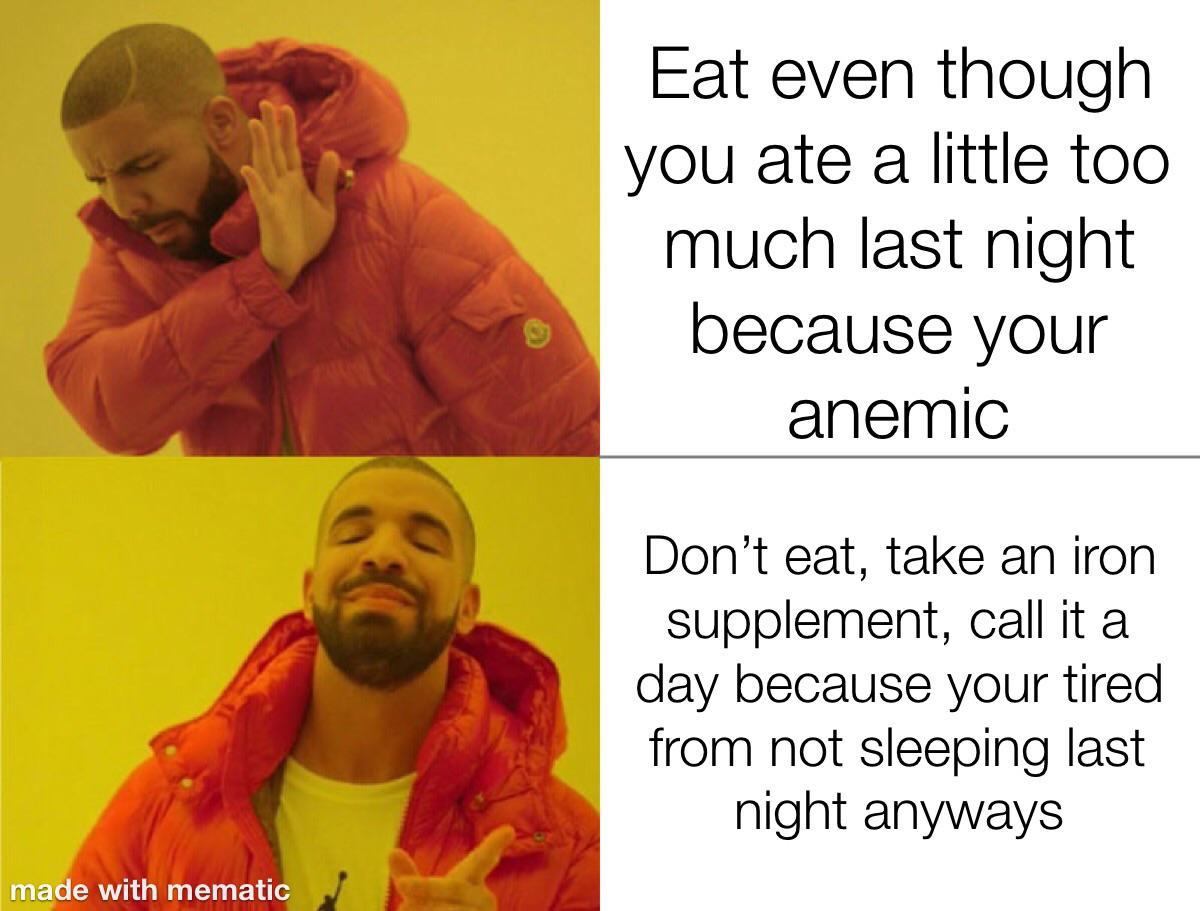 Eat even though
you ate a little too
much last night
because your
anemic
Don’t eat, take an iron
supplement, call it a
day because your tired
from not sleeping last
night anyways
made with mematic